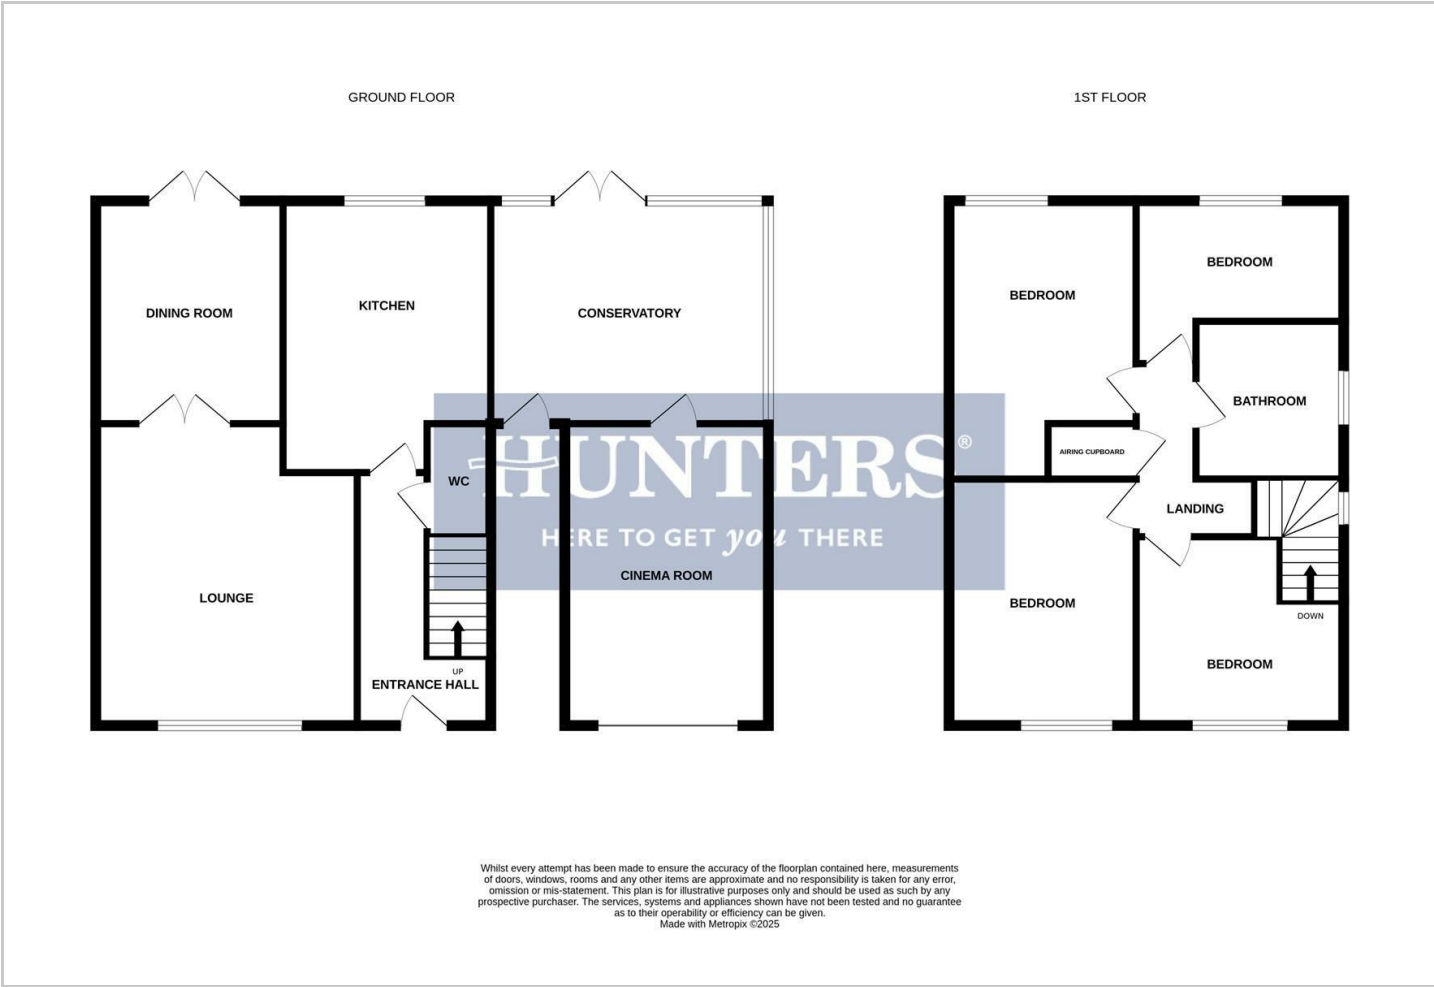 GROUND FLOOR
1ST FLOOR
DINING ROOM
KITCHEN
CONSERVATORY
LOUNGE
WC
UP
ENTRANCE HALL
CINEMA ROOM
BEDROOM
BEDROOM
BATHROOM
AIRING CUPBOARD
LANDING
BEDROOM
DOWN
BEDROOM
HUNTERS®
HERE TO GET you THERE
Whilst every attempt has been made to ensure the accuracy of the floorplan contained here, measurements
of doors, windows, rooms and any other items are approximate and no responsibility is taken for any error,
omission or mis-statement. This plan is for illustrative purposes only and should be used as such by any
prospective purchaser. The services, systems and appliances shown have not been tested and no guarantee
as to their operability or efficiency can be given.
Made with Metropix ©2025